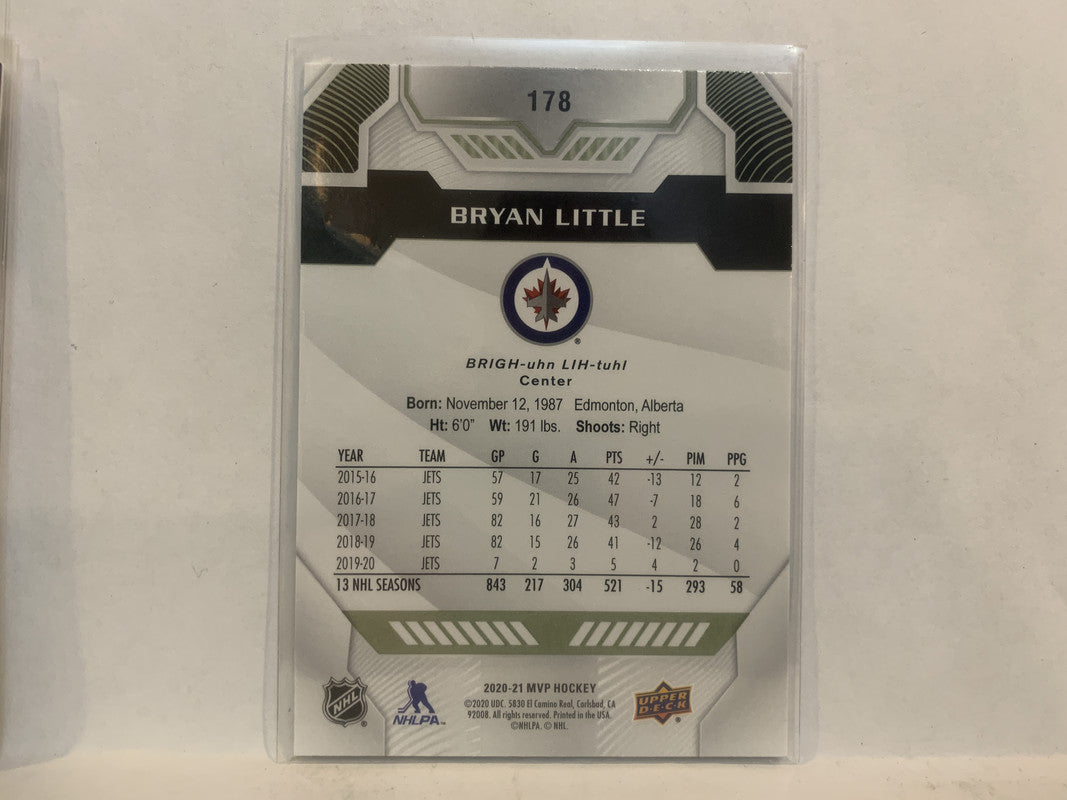 178
BRYAN LITTLE
®
BRIGH-uhn LIH-tuhl
Center
Born: November 12, 1987 Edmonton, Alberta
Ht: 6'0" Wt: 191 lbs. Shoots: Right
YEAR TEAM GP G A PTS +/- PIM PPG
2015-16 JETS 57 17 25 42 -13 12 2
2016-17 JETS 59 21 26 47 -7 18 6
2017-18 JETS 82 16 27 43 2 28 2
2018-19 JETS 82 15 26 41 -12 26 4
2019-20 JETS 7 2 3 5 4 2 0
13 NHL SEASONS 843 217 304 521 -15 293 58
2020-21 MVP HOCKEY
©2020 UDC. 5830 El Camino Real, Carlsbad, CA
92008. All rights reserved. Printed in the USA.
©NHLPA. © NHL.
NHL ®
NHLPA™
UPPER DECK ®